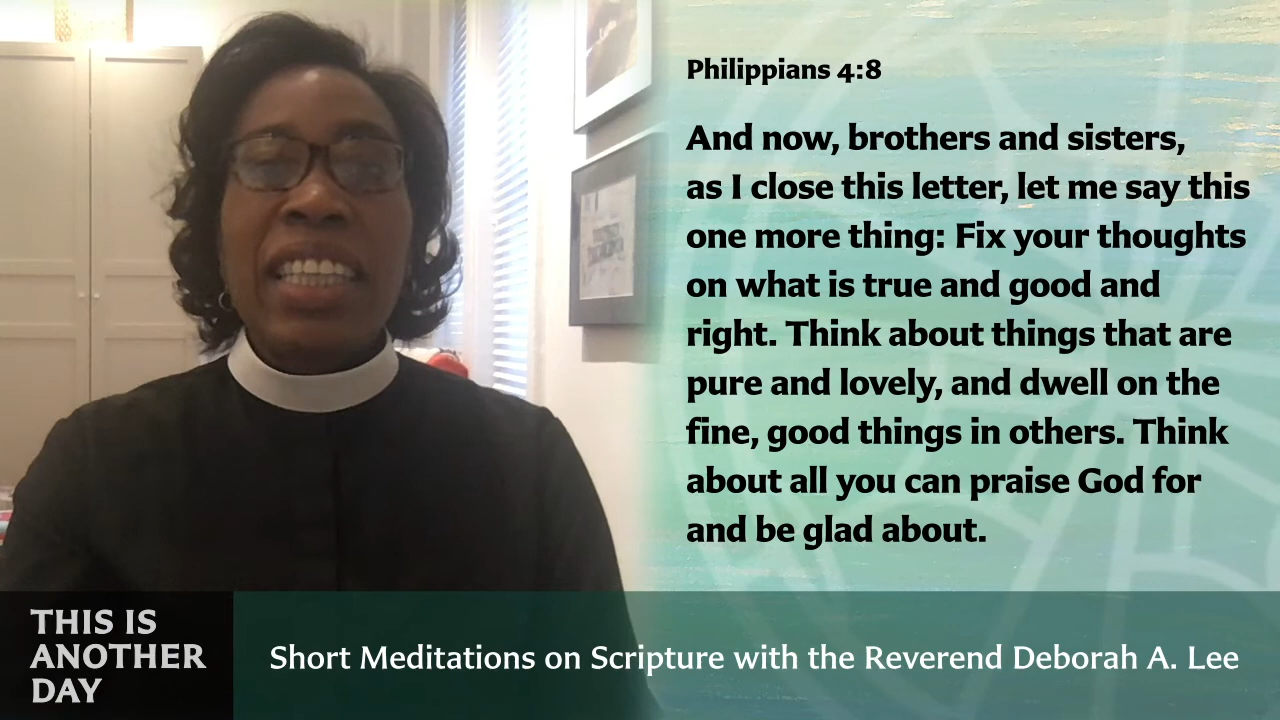 Philippians 4:8
And now, brothers and sisters,
as I close this letter, let me say this
one more thing: Fix your thoughts
on what is true and good and
right. Think about things that are
pure and lovely, and dwell on the
fine, good things in others. Think
about all you can praise God for
and be glad about.
THIS IS
ANOTHER
DAY
Short Meditations on Scripture with the Reverend Deborah A. Lee